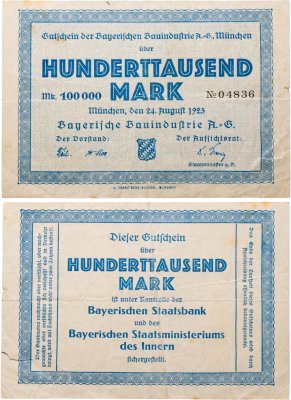 Gutschein der Bayerischen Bauindustrie A.-G., München
über
HUNDERTTAUSEND
Mk. 100000 MARK № 04836
München, den 24. August 1923
Bayerische Bauindustrie A.-G.
Der Vorstand: Der Aufsichtsrat:
Staatsminister a. D.
Dieser Gutschein
über
HUNDERTTAUSEND
MARK
ist unter Kontrolle der
Bayerischen Staatsbank
und des
Bayerischen Staatsministeriums
des Innern
sichergestellt.